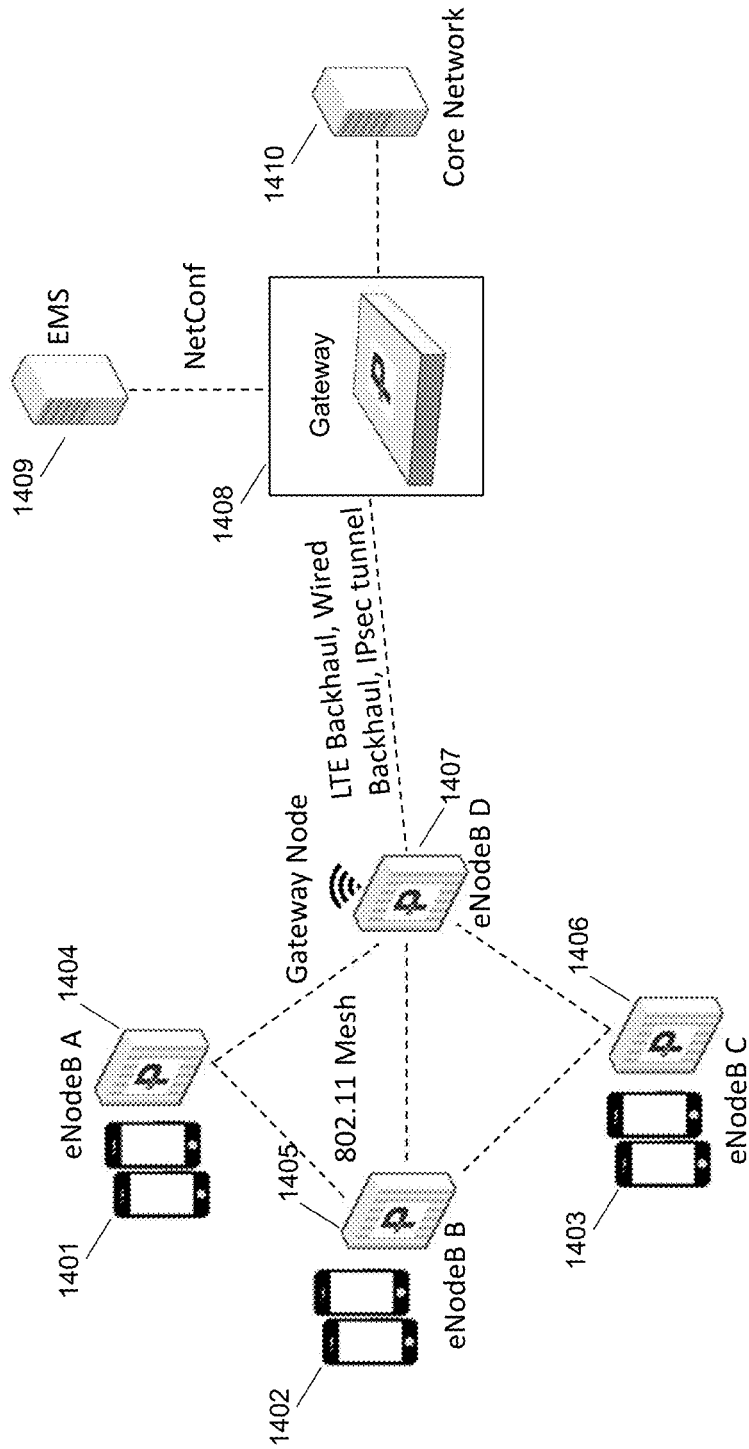 1401
eNodeB A
1404
1402
1405
eNodeB B
802.11 Mesh
1403
eNodeB C
1406
Gateway Node
eNodeB D
1407
LTE Backhaul, Wired
Backhaul, IPsec tunnel
1408
Gateway
1409
EMS
NetConf
1410
Core Network